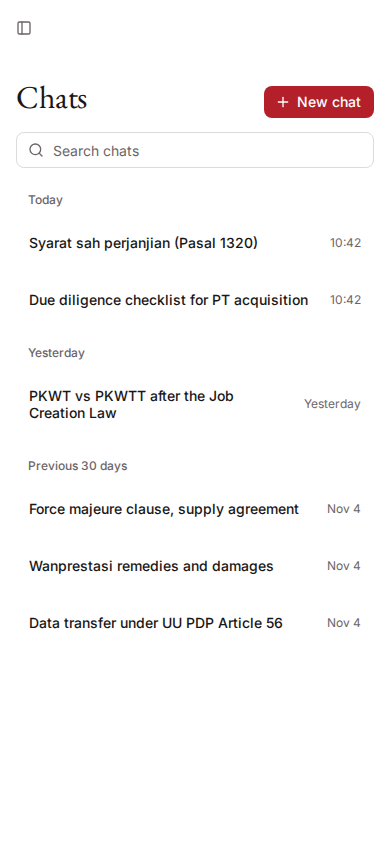 Chats
New chat
Search chats
Today
Syarat sah perjanjian (Pasal 1320) 10:42
Due diligence checklist for PT acquisition 10:42
Yesterday
PKWT vs PKWTT after the Job
Creation Law
Yesterday
Previous 30 days
Force majeure clause, supply agreement Nov 4
Wanprestasi remedies and damages Nov 4
Data transfer under UU PDP Article 56 Nov 4